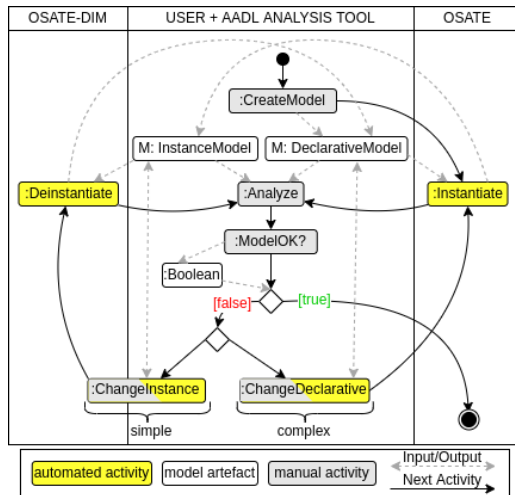 OSATE-DIM
USER + AADL ANALYSIS TOOL
OSATE
:CreateModel
M: InstanceModel
M: DeclarativeModel
:Deinstantiate
:Analyze
:Instantiate
:ModelOK?
:Boolean
[false]
[true]
:ChangeInstance
:ChangeDeclarative
simple
complex
automated activity
model artefact
manual activity
Input/Output
Next Activity